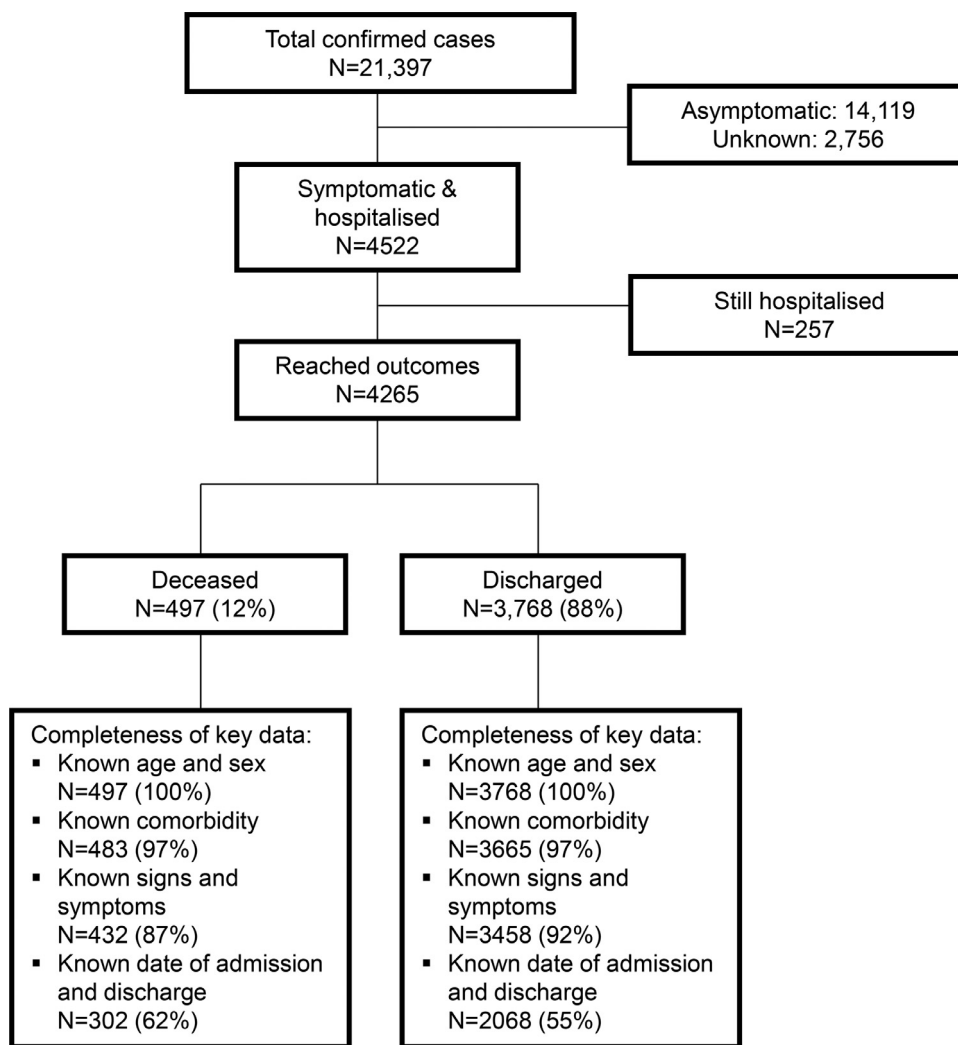 Total confirmed cases
N=21,397
Asymptomatic: 14,119
Unknown: 2,756
Symptomatic &
hospitalised
N=4522
Still hospitalised
N=257
Reached outcomes
N=4265
Deceased
N=497 (12%)
Discharged
N=3,768 (88%)
Completeness of key data:
▪ Known age and sex
N=497 (100%)
▪ Known comorbidity
N=483 (97%)
▪ Known signs and
symptoms
N=432 (87%)
▪ Known date of admission
and discharge
N=302 (62%)
Completeness of key data:
▪ Known age and sex
N=3768 (100%)
▪ Known comorbidity
N=3665 (97%)
▪ Known signs and
symptoms
N=3458 (92%)
▪ Known date of admission
and discharge
N=2068 (55%)